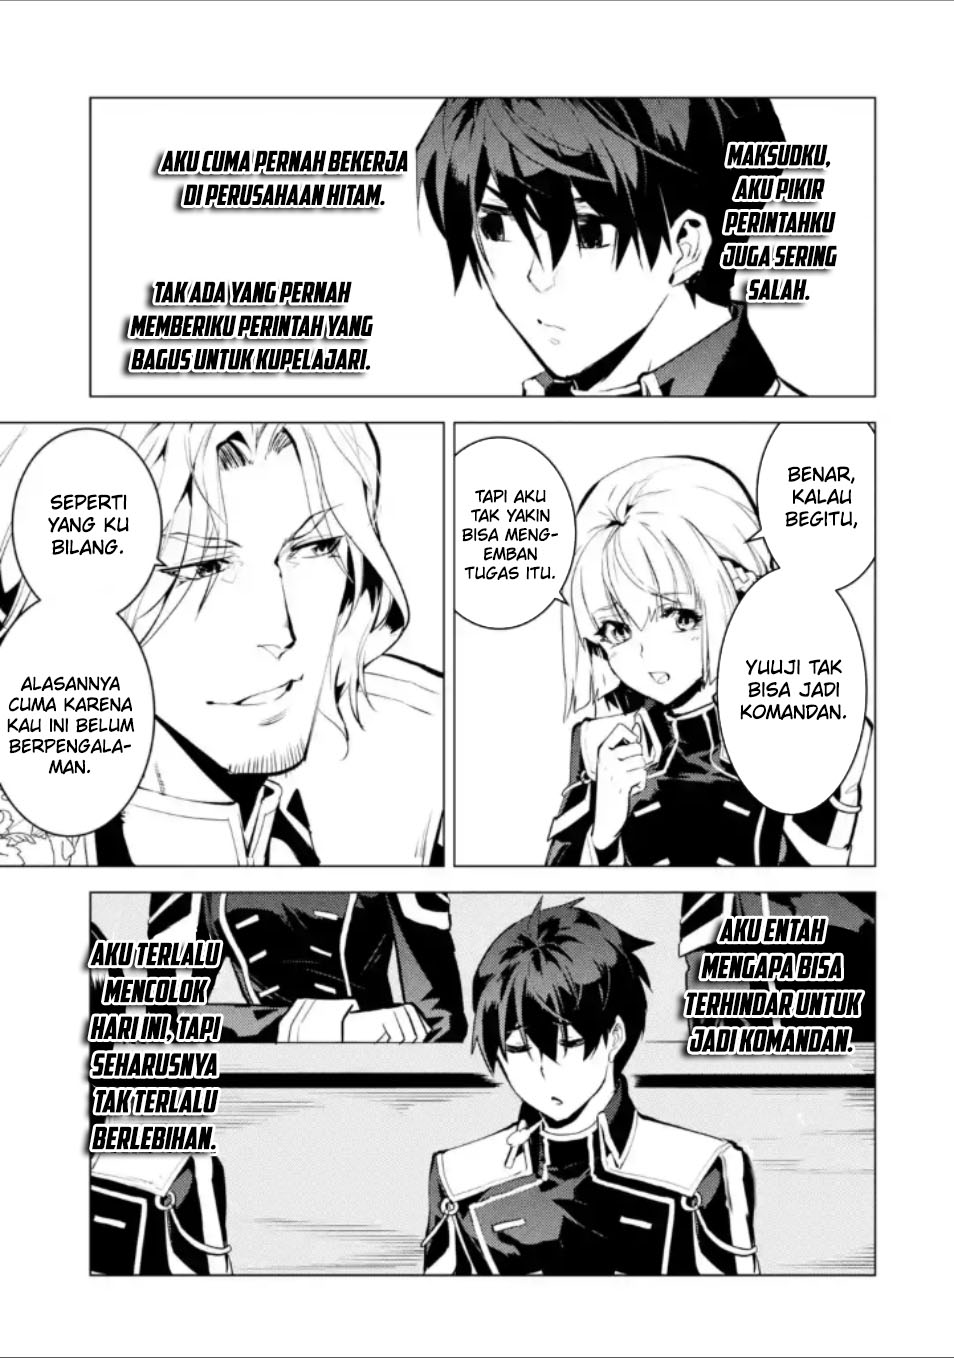 MAKSUDKU,
AKU PIKIR
PERINTAHKU
JUGA SERING
SALAH.
AKU CUMA PERNAH BEKERJA
DI PERUSAHAAN HITAM.
TAK ADA YANG PERNAH
MEMBERIKU PERINTAH YANG
BAGUS UNTUK KUPELAJARI.
BENAR,
KALAU
BEGITU,
YUUJI TAK
BISA JADI
KOMANDAN.
TAPI AKU
TAK YAKIN
BISA MENG-
EMBAN
TUGAS ITU.
SEPERTI
YANG KU
BILANG.
ALASANNYA
CUMA KARENA
KAU INI BELUM
BERPENGALA-
MAN.
AKU ENTAH
MENGAPA BISA
TERHINDAR UNTUK
JADI KOMANDAN.
AKU TERLALU
MENCOLOK
HARI INI, TAPI
SEHARUSNYA
TAK TERLALU
BERLEBIHAN.